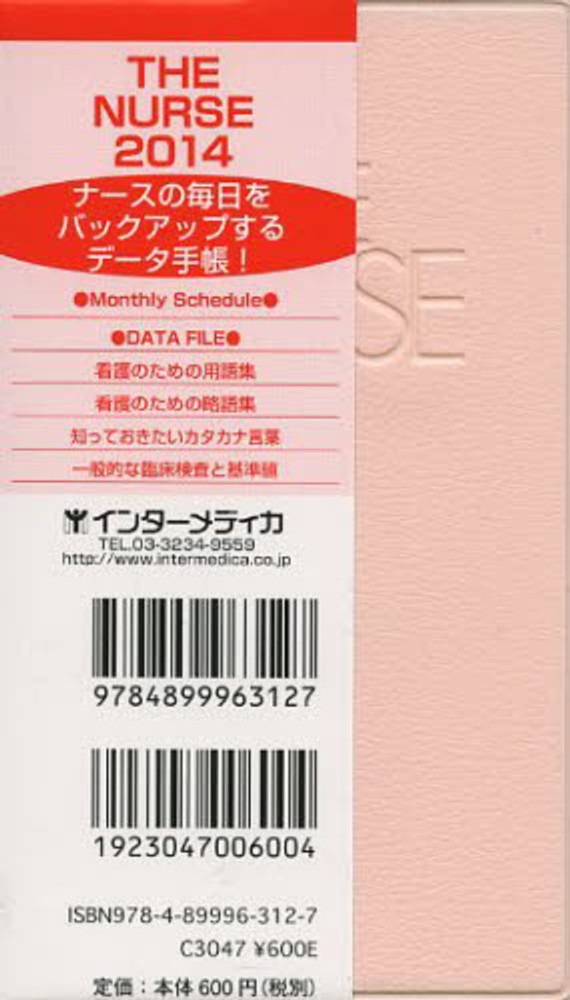 THE
NURSE
2014
ナースの毎日を
バックアップする
データ手帳！
●Monthly Schedule●
●DATA FILE●
看護のための用語集
看護のための略語集
知っておきたいカタカナ言葉
一般的な臨床検査と基準値
インターメディカ
TEL.03-3234-9559
http://www.intermedica.co.jp
9784899963127
1923047006004
ISBN978-4-89996-312-7
C3047 ¥600E
定価：本体600円(税別)
SE